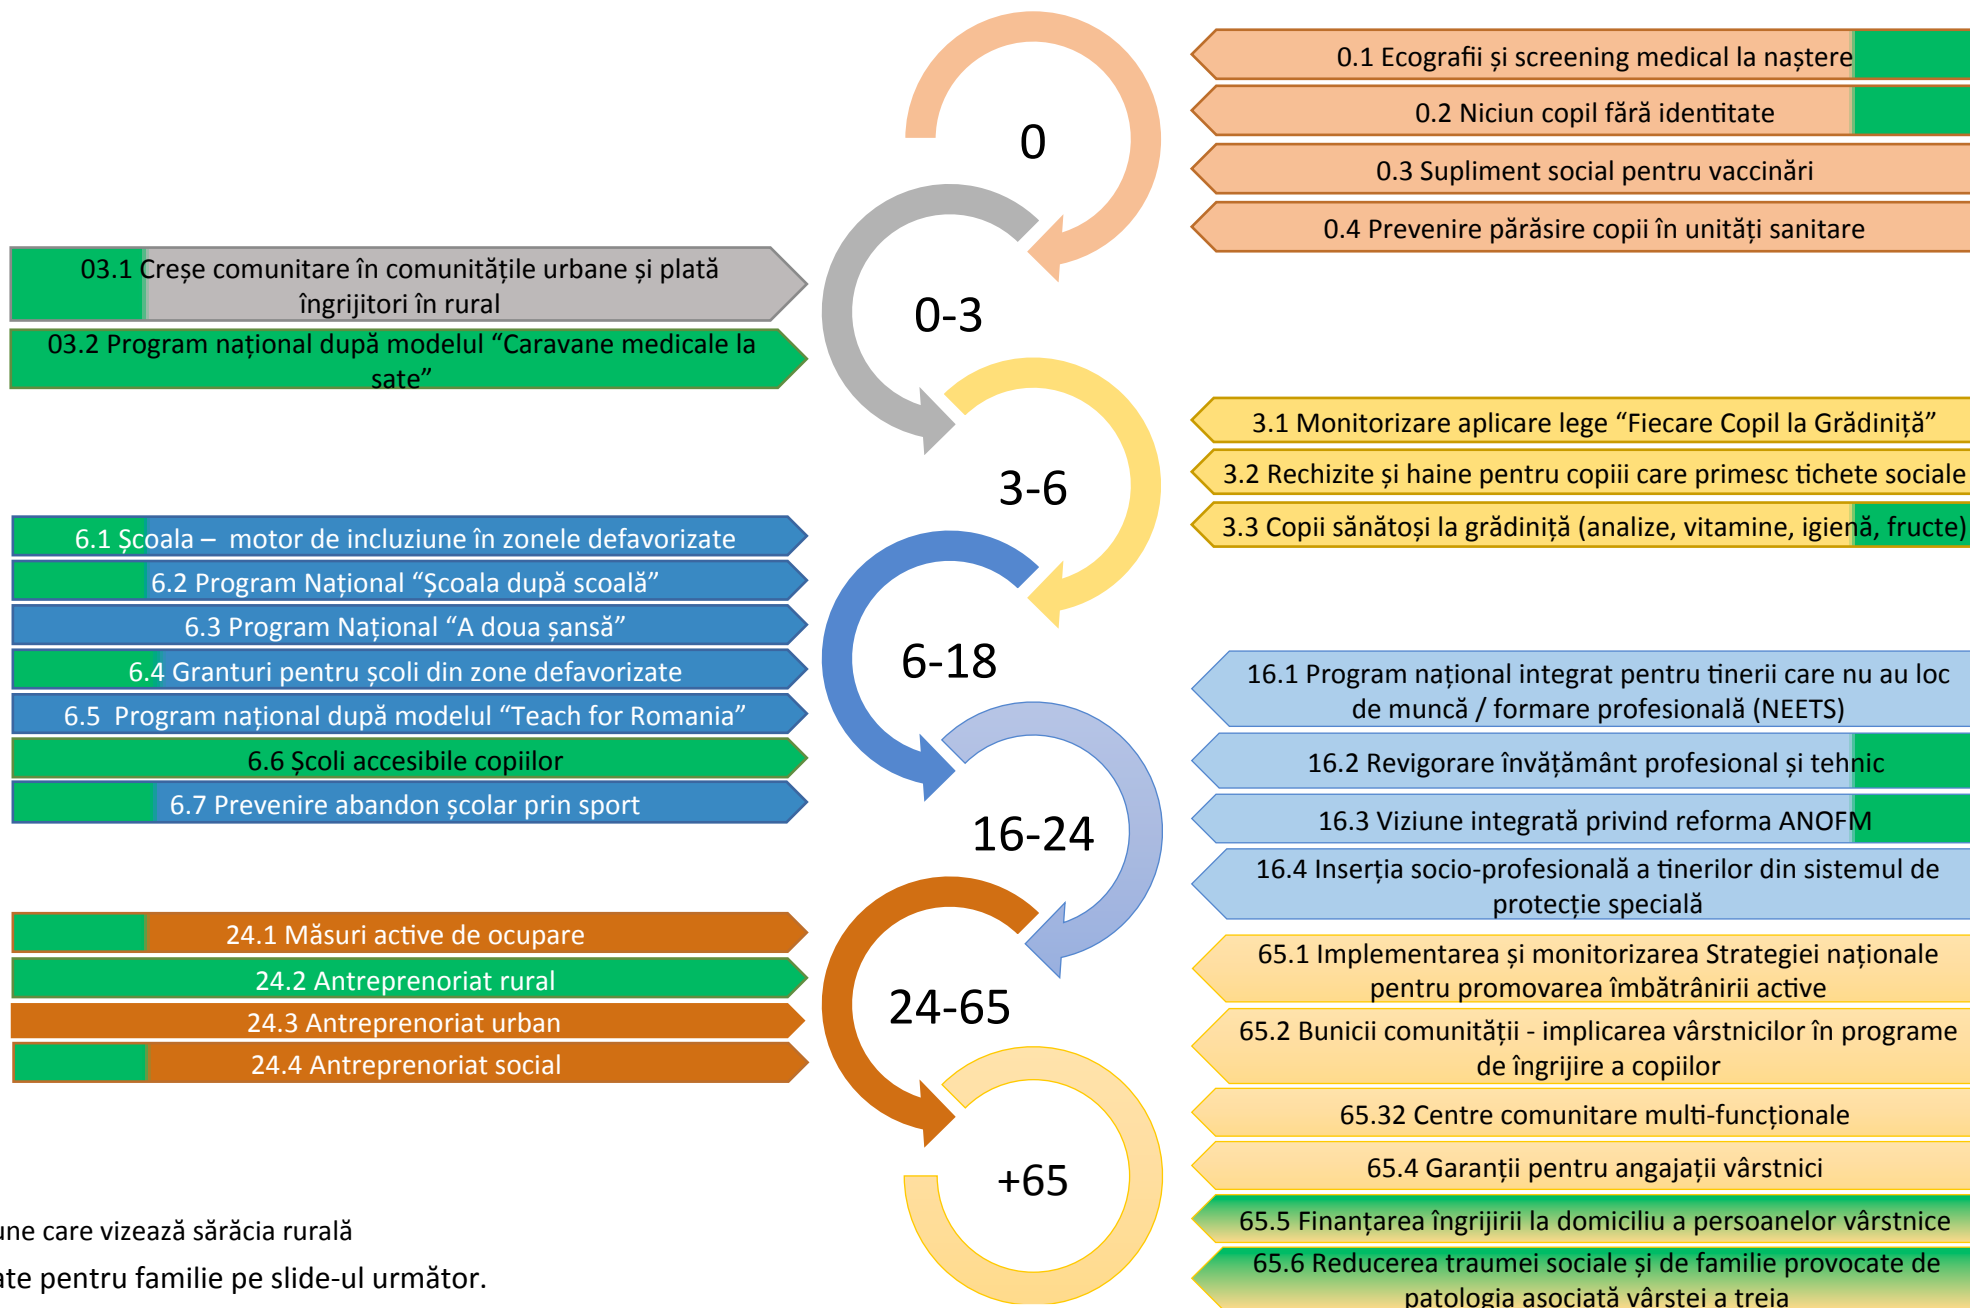 0
0.1 Ecografii și screening medical la naștere
0.2 Niciun copil fără identitate
0.3 Supliment social pentru vaccinări
0.4 Prevenire părăsire copii în unități sanitare
03.1 Creșe comunitare în comunitățile urbane și plată
îngrijitori în rural
03.2 Program național după modelul “Caravane medicale la
sate”
0-3
3-6
3.1 Monitorizare aplicare lege “Fiecare Copil la Grădiniță”
3.2 Rechizite și haine pentru copiii care primesc tichete sociale
3.3 Copii sănătoși la grădiniță (analize, vitamine, igienă, fructe)
6.1 Școala – motor de incluziune în zonele defavorizate
6.2 Program Național “Școala după scoală”
6.3 Program Național “A doua șansă”
6.4 Granturi pentru școli din zone defavorizate
6.5 Program național după modelul “Teach for Romania”
6.6 Școli accesibile copiilor
6.7 Prevenire abandon școlar prin sport
6-18
16-24
16.1 Program național integrat pentru tinerii care nu au loc
de muncă / formare profesională (NEETS)
16.2 Revigorare învățământ profesional și tehnic
16.3 Viziune integrată privind reforma ANOFM
16.4 Inserția socio-profesională a tinerilor din sistemul de
protecție specială
24.1 Măsuri active de ocupare
24.2 Antreprenoriat rural
24.3 Antreprenoriat urban
24.4 Antreprenoriat social
24-65
+65
65.1 Implementarea și monitorizarea Strategiei naționale
pentru promovarea îmbătrânirii active
65.2 Bunicii comunității - implicarea vârstnicilor în programe
de îngrijire a copiilor
65.32 Centre comunitare multi-funcționale
65.4 Garanții pentru angajații vârstnici
65.5 Finanțarea îngrijirii la domiciliu a persoanelor vârstnice
65.6 Reducerea traumei sociale și de familie provocate de
patologia asociată vârstei a treia
une care vizează sărăcia rurală
ate pentru familie pe slide-ul următor.